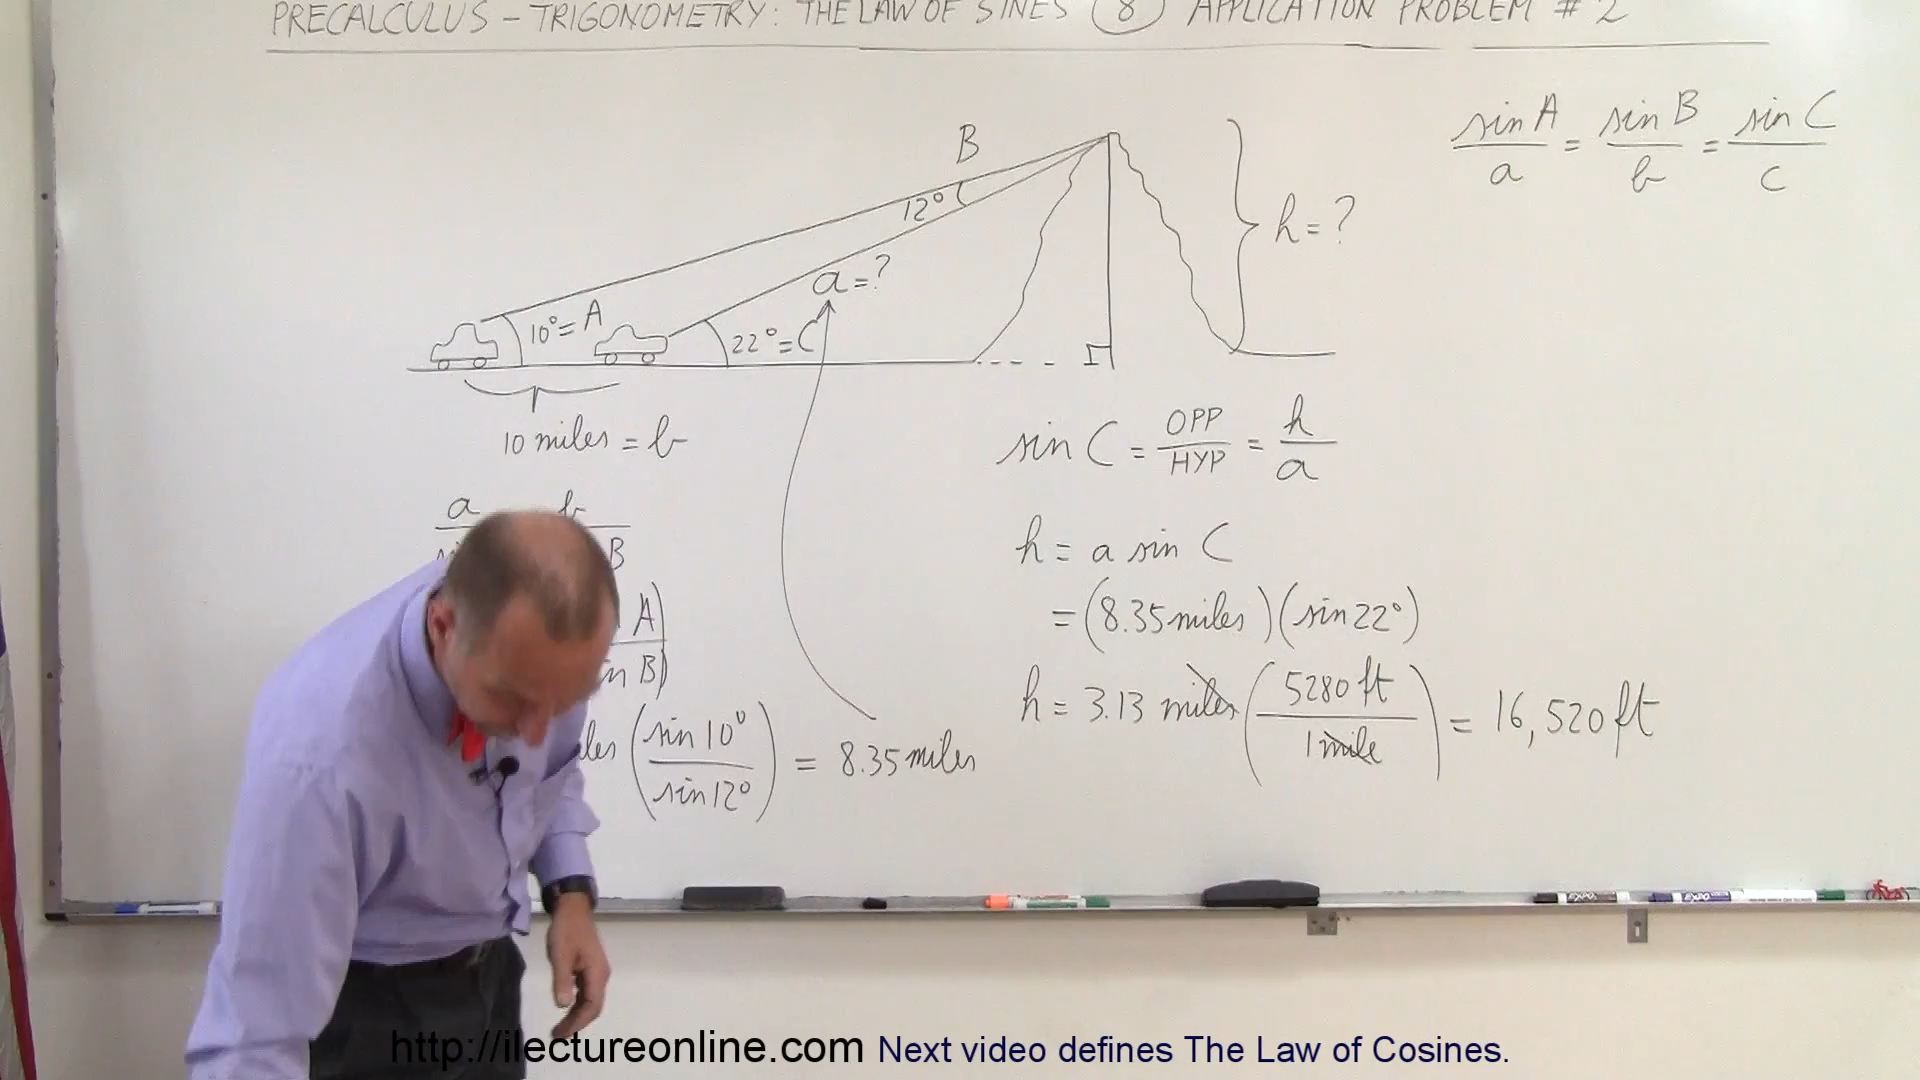 PRECALCULUS – TRIGONOMETRY: THE LAW OF SINES 8 APPLICATION PROBLEM # 2
sin A / a = sin B / b = sin C / c
B
12°
h = ?
a = ?
10° = A
22° = C
10 miles = b
sin C = OPP / HYP = h / a
a b
B
h = a sin C
A)
B)
= (8.35 miles) (sin 22°)
h = 3.13 miles (5280 ft / 1 mile) = 16,520 ft
(sin 10° / sin 12°) = 8.35 miles
EXPO EXPO
http://ilectureonline.com Next video defines The Law of Cosines.